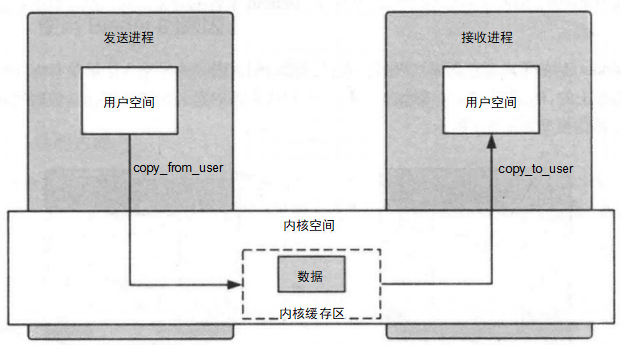 发送进程
接收进程
用户空间
用户空间
copy_from_user
copy_to_user
内核空间
数据
内核缓存区